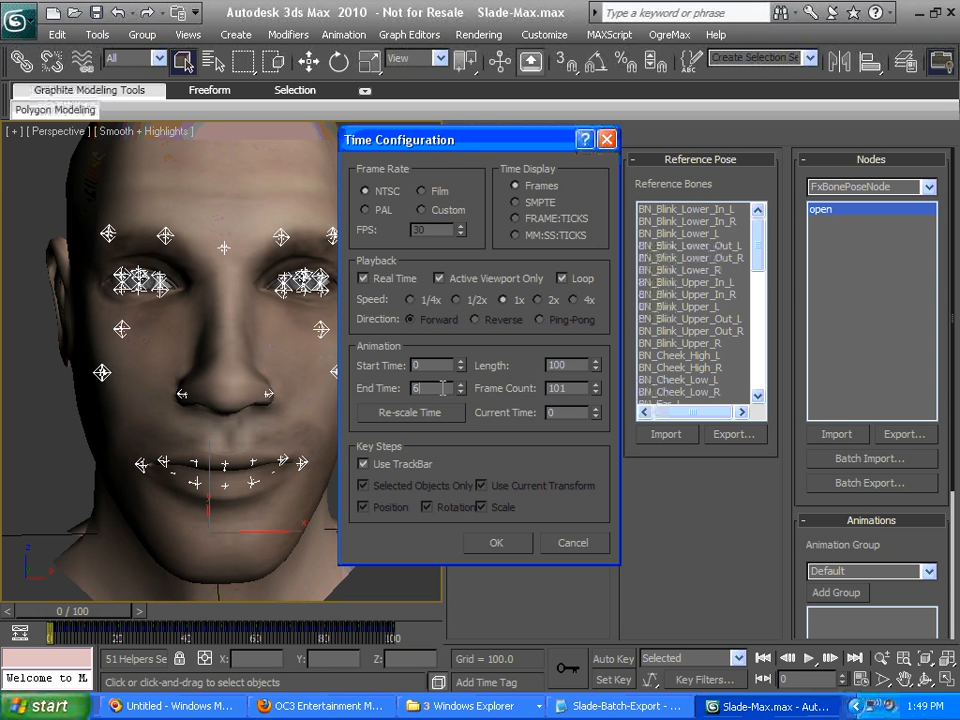 Autodesk 3ds Max 2010 - Not for Resale Slade-Max.max
Type a keyword or phrase
Edit Tools Group Views Create Modifiers Animation Graph Editors Rendering Customize MAXScript OgreMax Help
All View Create Selection Se
Graphite Modeling Tools Freeform Selection
Polygon Modeling
[ + ] [ Perspective ] [ Smooth + Highlights ]
Time Configuration
Frame Rate
NTSC Film
PAL Custom
FPS: 30
Time Display
Frames
SMPTE
FRAME:TICKS
MM:SS:TICKS
Playback
Real Time Active Viewport Only Loop
Speed: 1/4x 1/2x 1x 2x 4x
Direction: Forward Reverse Ping-Pong
Animation
Start Time: 0 Length: 100
End Time: 6 Frame Count: 101
Re-scale Time Current Time: 0
Key Steps
Use TrackBar
Selected Objects Only Use Current Transform
Position Rotation Scale
OK Cancel
Reference Pose
Reference Bones
BN_Blink_Lower_In_L
BN_Blink_Lower_In_R
BN_Blink_Lower_L
BN_Blink_Lower_Out_L
BN_Blink_Lower_Out_R
BN_Blink_Lower_R
BN_Blink_Upper_In_L
BN_Blink_Upper_In_R
BN_Blink_Upper_L
BN_Blink_Upper_Out_L
BN_Blink_Upper_Out_R
BN_Blink_Upper_R
BN_Cheek_High_L
BN_Cheek_High_R
BN_Cheek_Low_L
BN_Cheek_Low_R
Import Export...
Nodes
FxBonePoseNode
open
Import Export...
Batch Import...
Batch Export...
Animations
Animation Group
Default
Add Group
< 0 / 100 >
0 20 40 60 80 100
51 Helpers Se X: Y: Z: Grid = 100.0 Auto Key Selected
Welcome to M Click or click-and-drag to select objects Add Time Tag Set Key Key Filters... 0
start Untitled - Windows M... OC3 Entertainment M... 3 Windows Explorer Slade-Batch-Export - ... Slade-Max.max - Aut... 1:49 PM